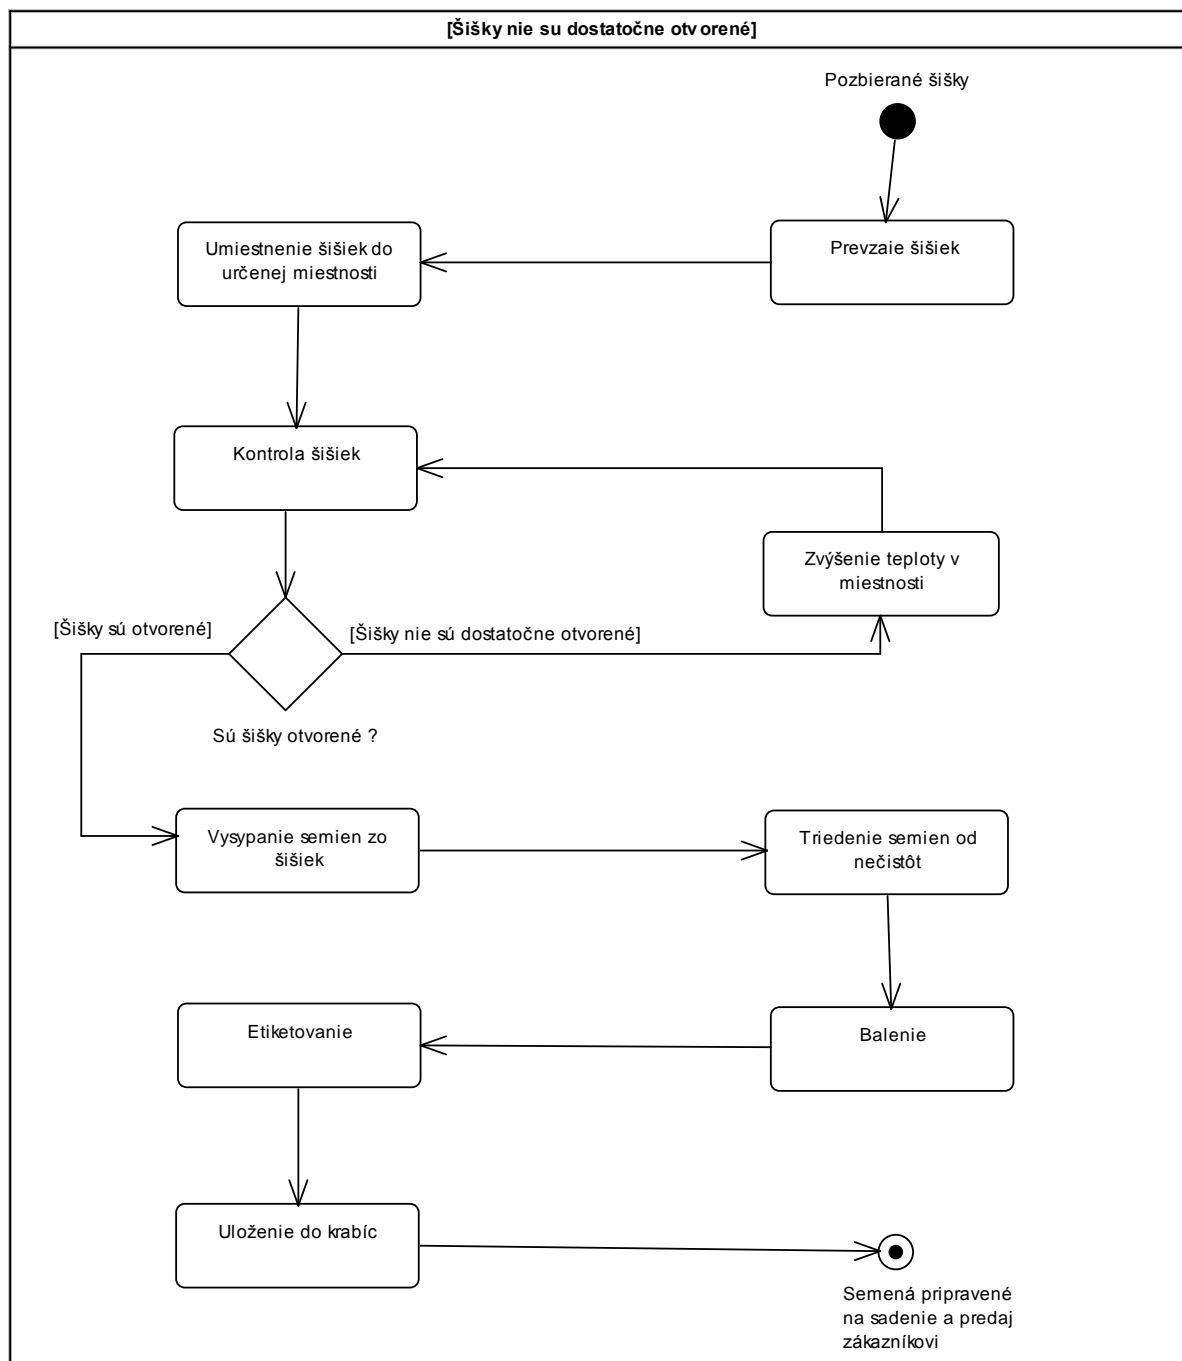 [Šišky nie su dostatočne otvorené]
Pozbierané šišky
Umiestnenie šišiek do
určenej miestnosti
Prevzaie šišiek
Kontrola šišiek
Zvýšenie teploty v
miestnosti
[Šišky sú otvorené]
[Šišky nie sú dostatočne otvorené]
Sú šišky otvorené ?
Vysypanie semien zo
šišiek
Triedenie semien od
nečistôt
Etiketovanie
Balenie
Uloženie do krabíc
Semená pripravené
na sadenie a predaj
zákazníkovi